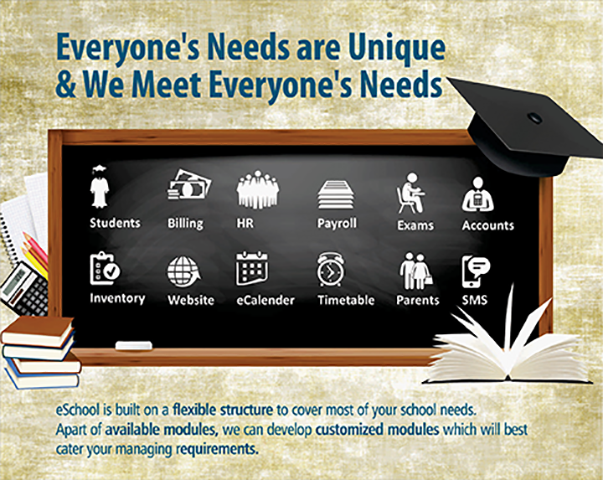 Everyone's Needs are Unique
& We Meet Everyone's Needs
Students Billing HR Payroll Exams Accounts
Inventory Website eCalender Timetable Parents SMS
eSchool is built on a flexible structure to cover most of your school needs.
Apart of available modules, we can develop customized modules which will best
cater your managing requirements.